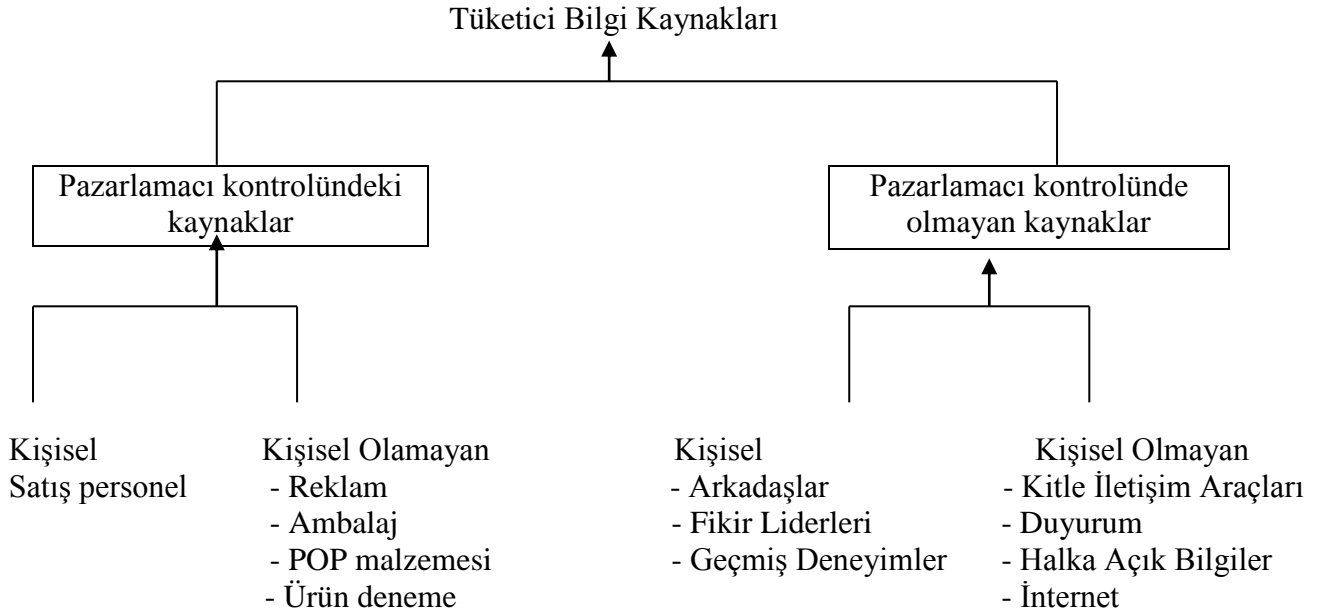 Tüketici Bilgi Kaynakları
Pazarlamacı kontrolündeki
kaynaklar
Pazarlamacı kontrolünde
olmayan kaynaklar
Kişisel
Satış personel
Kişisel Olamayan
- Reklam
- Ambalaj
- POP malzemesi
- Ürün deneme
Kişisel
- Arkadaşlar
- Fikir Liderleri
- Geçmiş Deneyimler
Kişisel Olmayan
- Kitle İletişim Araçları
- Duyurum
- Halka Açık Bilgiler
- İnternet